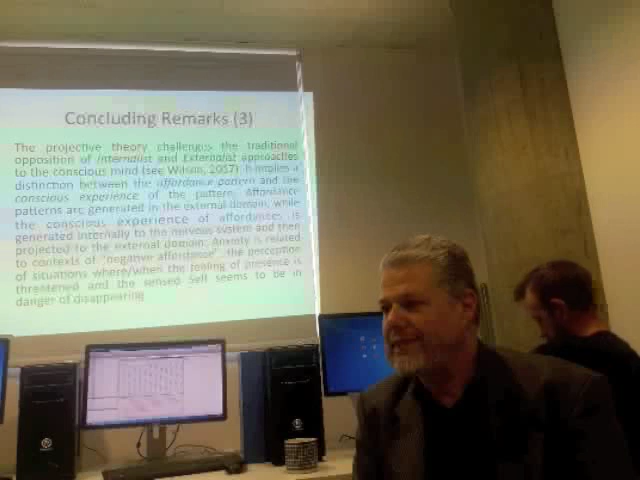 Concluding Remarks (3)
The projective theory challenges the traditional
opposition of Internalist and Externalist approaches
to the conscious mind (see Wilson, 2017). It implies a
distinction between the affordance pattern and the
conscious experience of the pattern. Affordance
patterns are generated in the external domain, while
the conscious experience of affordances is
generated internally to the nervous system and then
projected to the external domain. Anxiety is related
to contexts of "negative affordance", the perception
of situations where/when the feeling of presence is
threatened and the sensed Self seems to be in
danger of disappearing